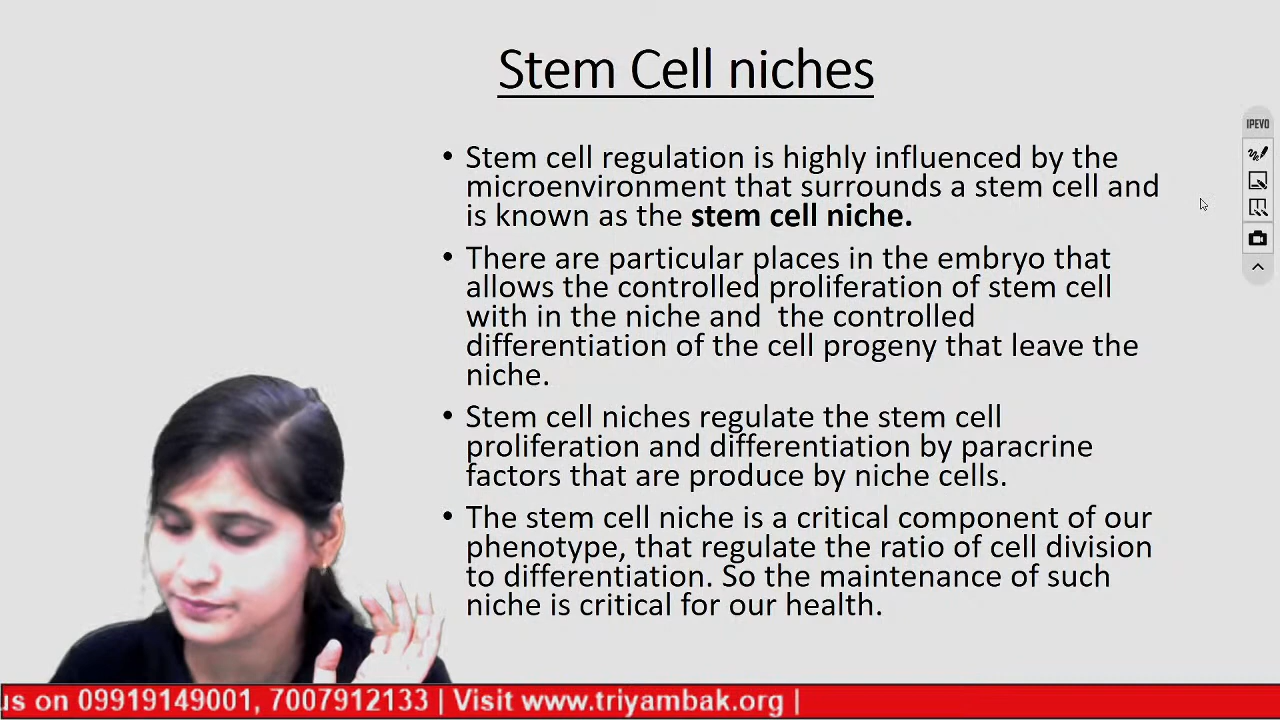 Stem Cell niches
• Stem cell regulation is highly influenced by the
microenvironment that surrounds a stem cell and
is known as the stem cell niche.
• There are particular places in the embryo that
allows the controlled proliferation of stem cell
with in the niche and  the controlled
differentiation of the cell progeny that leave the
niche.
• Stem cell niches regulate the stem cell
proliferation and differentiation by paracrine
factors that are produce by niche cells.
• The stem cell niche is a critical component of our
phenotype, that regulate the ratio of cell division
to differentiation. So the maintenance of such
niche is critical for our health.
IPEVO
us on 09919149001, 7007912133 | Visit www.triyambak.org |